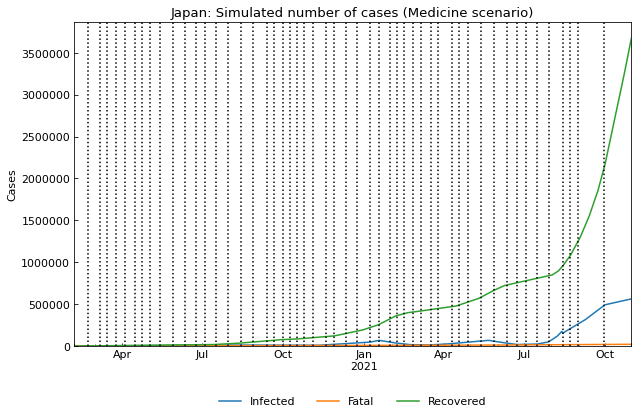 Japan: Simulated number of cases (Medicine scenario)
3500000
3000000
2500000
2000000
1500000
1000000
500000
0
Cases
Apr Jul Oct Jan Apr Jul Oct
2021
Infected Fatal Recovered